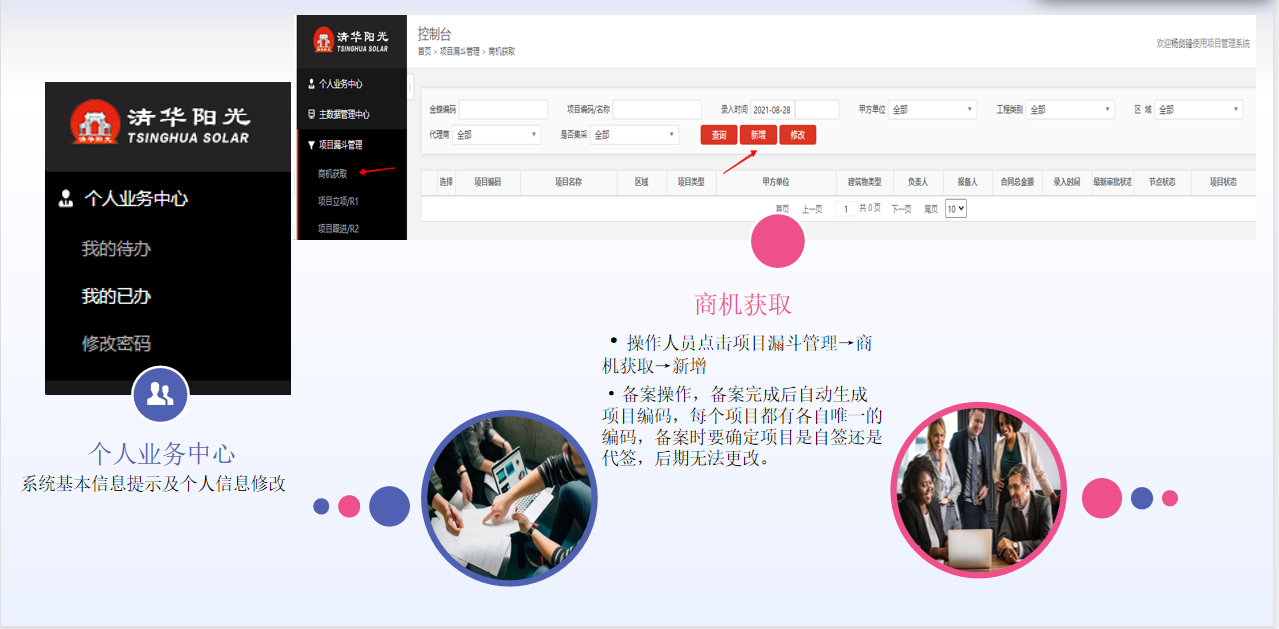 清华阳光
TSINGHUA SOLAR
个人业务中心
主数据管理中心
项目漏斗管理
商机获取
项目立项/R1
项目跟进/R2
控制台
首页 > 项目漏斗管理 > 商机获取
欢迎杨剑锋使用项目管理系统
金蝶编码 项目编码/名称 录入时间 2021-08-28 甲方单位 全部 工程类别 全部 区 域 全部
代理商 全部 是否集采 全部 查询 新增 修改
选择 项目编码 项目名称 区域 项目类型 甲方单位 建筑物类型 负责人 报备人 合同总金额 录入时间 最新审批状态 节点状态 项目状态
首页 上一页 1 共 0 页 下一页 尾页 10
清华阳光
TSINGHUA SOLAR
个人业务中心
我的待办
我的已办
修改密码
个人业务中心
系统基本信息提示及个人信息修改
商机获取
• 操作人员点击项目漏斗管理→商
机获取→新增
• 备案操作，备案完成后自动生成
项目编码，每个项目都有各自唯一的
编码，备案时要确定项目是自签还是
代签，后期无法更改。